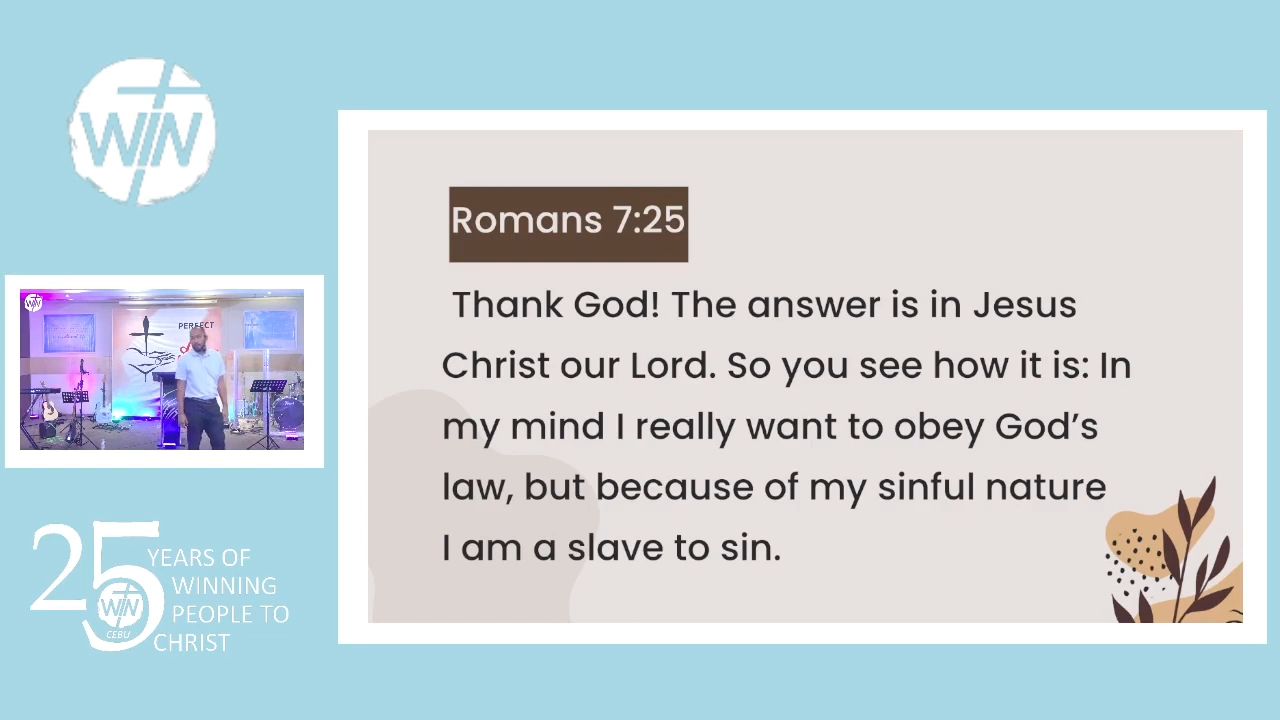 WIN
Romans 7:25
Thank God! The answer is in Jesus
Christ our Lord. So you see how it is: In
my mind I really want to obey God’s
law, but because of my sinful nature
I am a slave to sin.
WIN
PERFECT
25 YEARS OF
WINNING
PEOPLE TO
CHRIST
WIN
CEBU